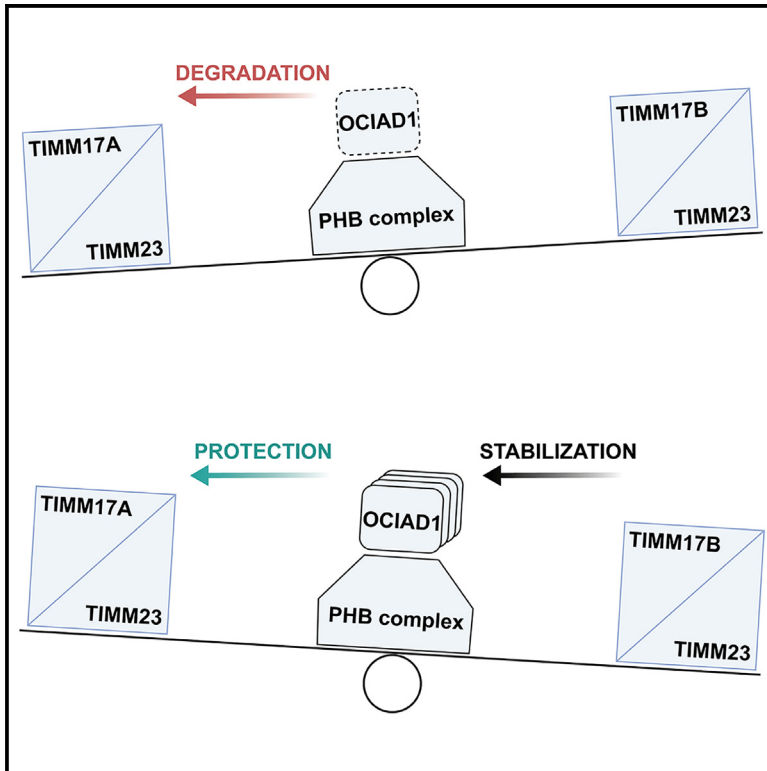 DEGRADATION
OCIAD1
TIMM17A
TIMM23
PHB complex
TIMM17B
TIMM23
PROTECTION
STABILIZATION
TIMM17A
TIMM23
OCIAD1
PHB complex
TIMM17B
TIMM23